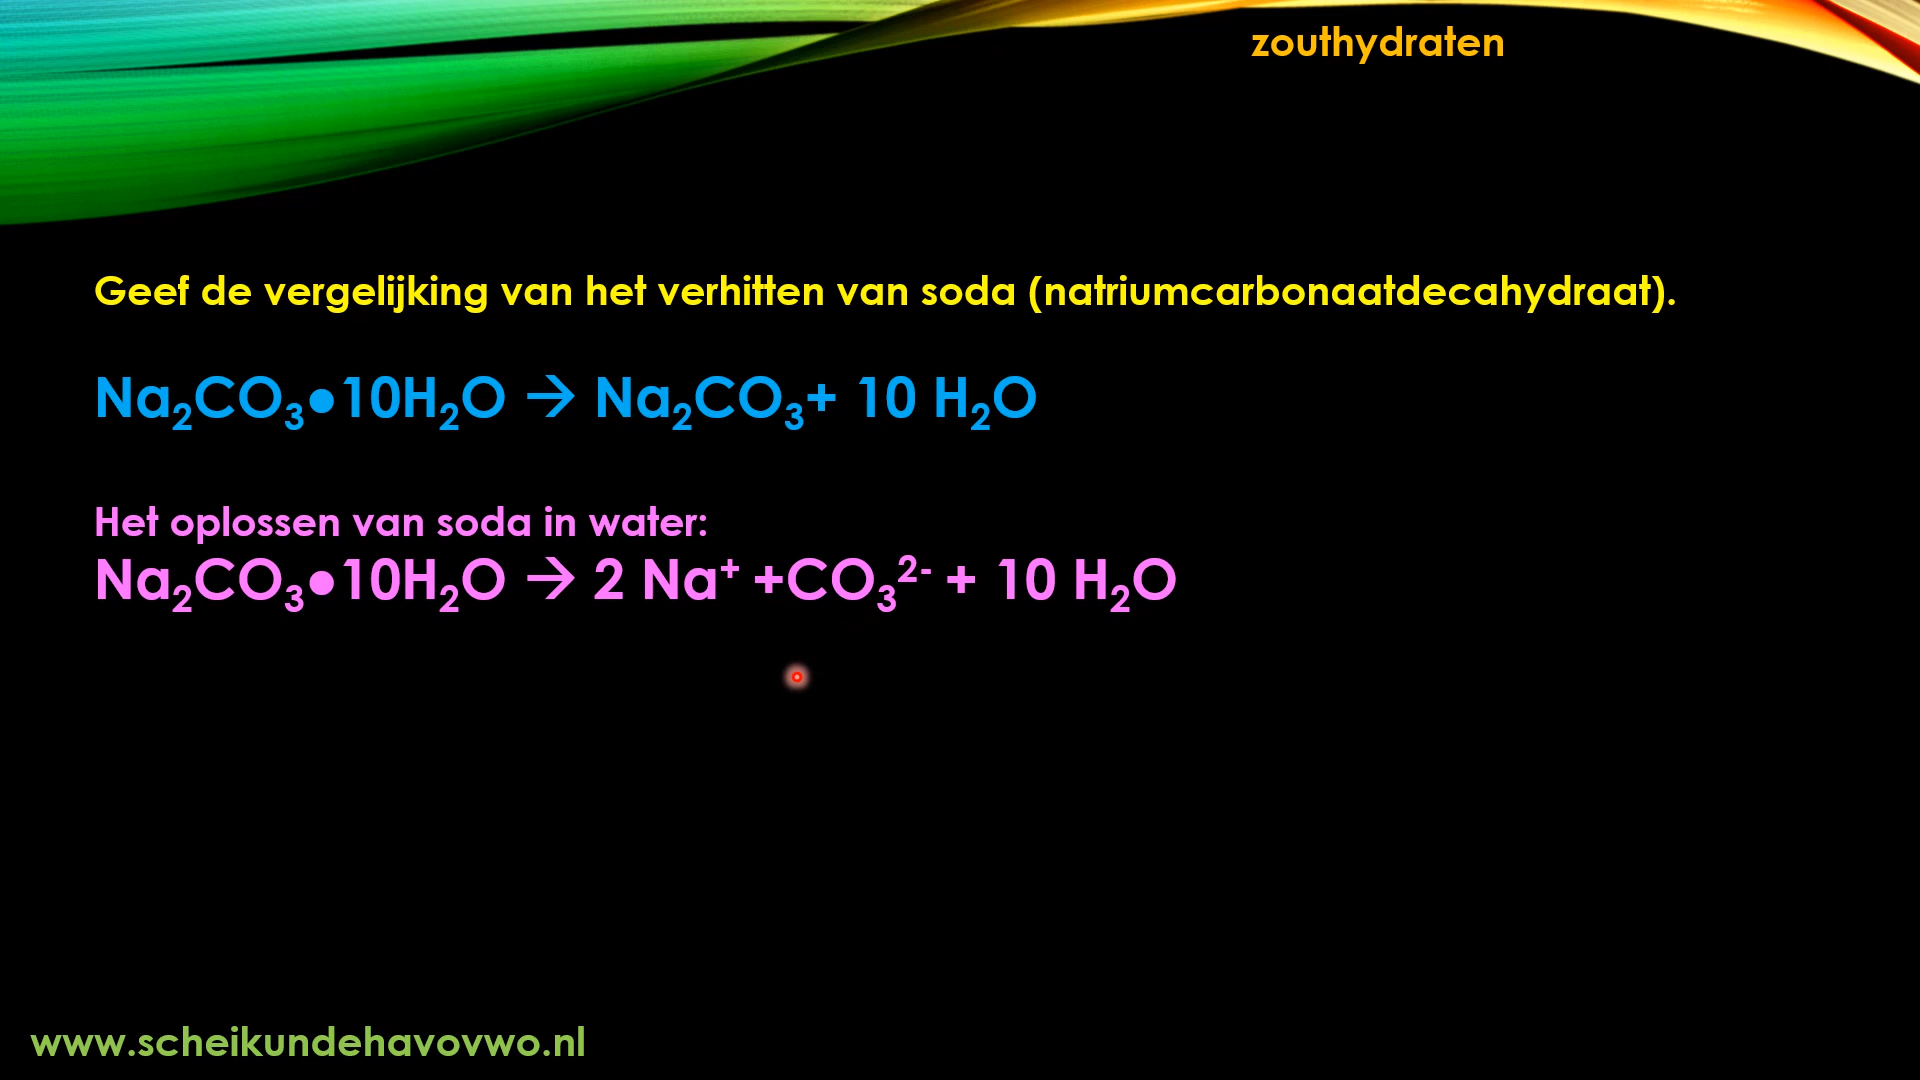 zouthydraten
Geef de vergelijking van het verhitten van soda (natriumcarbonaatdecahydraat).
Na₂CO₃●10H₂O → Na₂CO₃+ 10 H₂O
Het oplossen van soda in water:
Na₂CO₃●10H₂O → 2 Na⁺ +CO₃²⁻ + 10 H₂O
www.scheikundehavovwo.nl